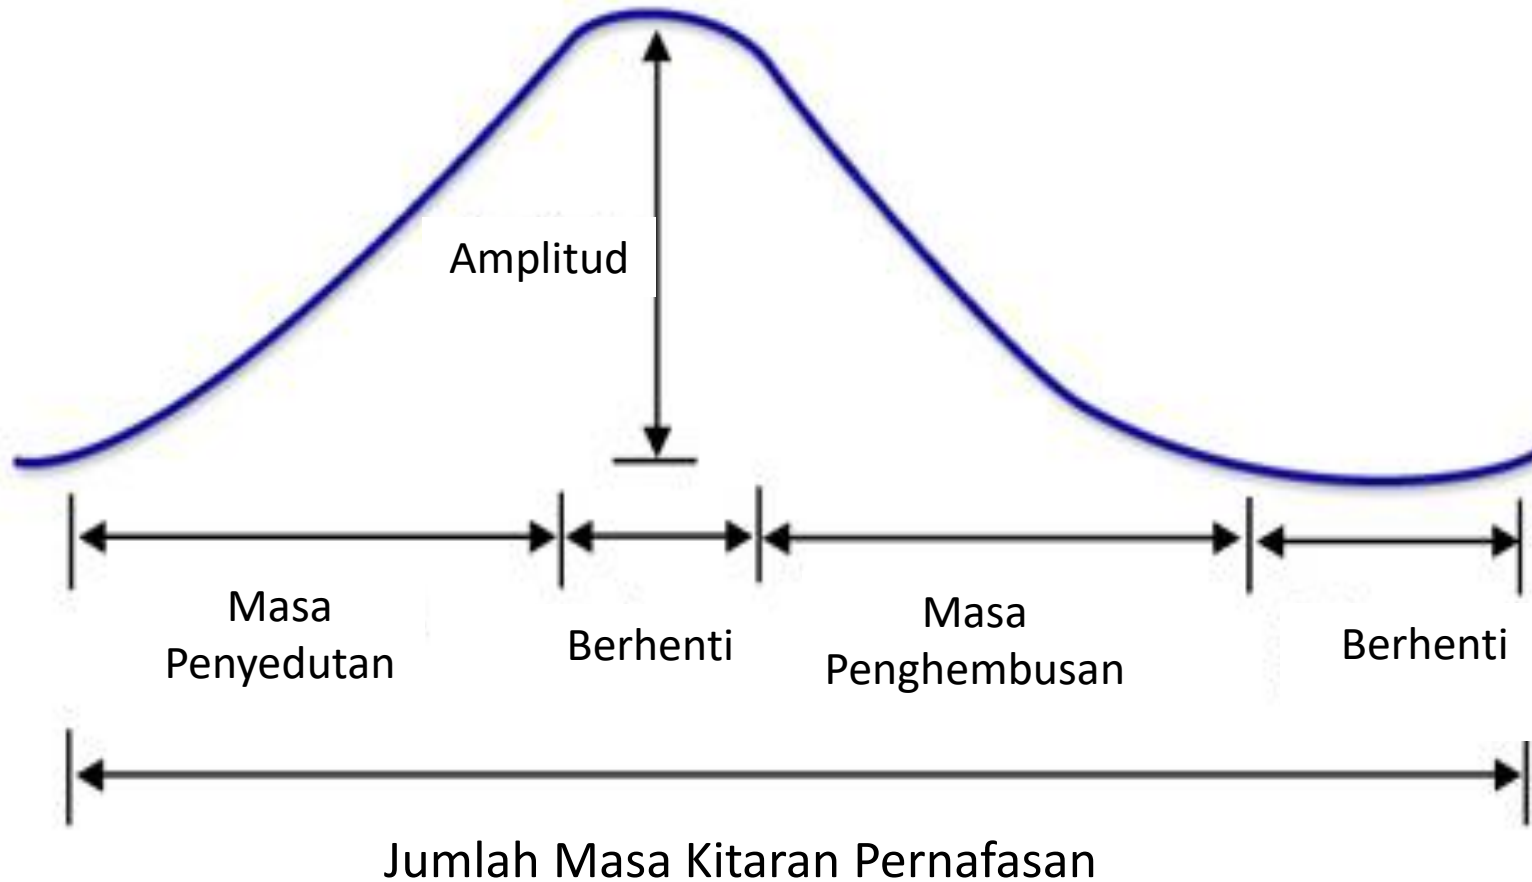 Amplitud
Masa
Penyedutan
Berhenti
Masa
Penghembusan
Berhenti
Jumlah Masa Kitaran Pernafasan